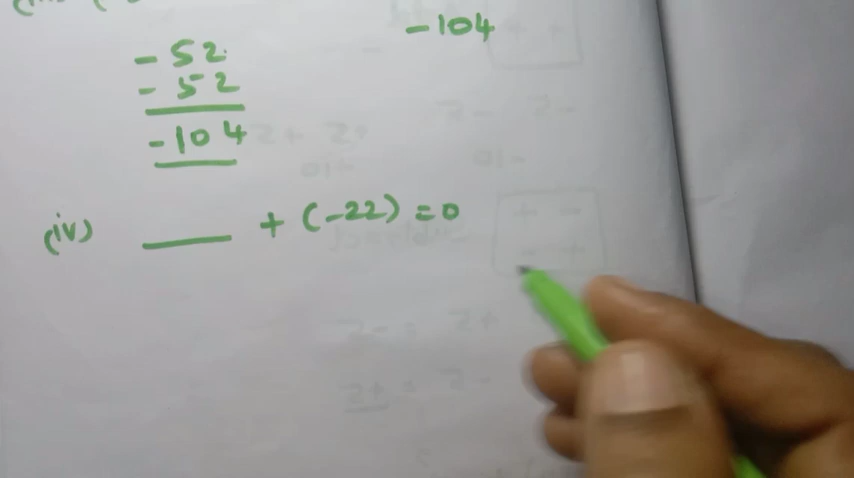 -104
- 52
- 52
-104
(iv) ____ + (-22) = 0